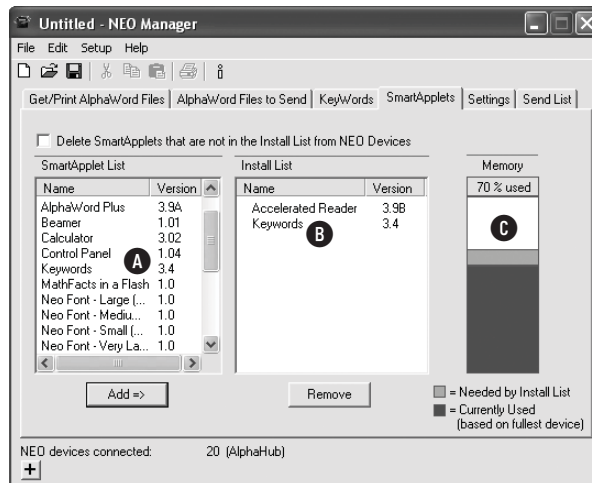 Untitled - NEO Manager
File Edit Setup Help
Get/Print AlphaWord Files AlphaWord Files to Send KeyWords SmartApplets Settings Send List
Delete SmartApplets that are not in the Install List from NEO Devices
SmartApplet List Install List Memory
Name Version Name Version 70 % used
AlphaWord Plus 3.9A Accelerated Reader 3.9B
Beamer 1.01 Keywords 3.4
Calculator 3.02
Control Panel 1.04
Keywords 3.4
MathFacts in a Flash 1.0
Neo Font - Large (... 1.0
Neo Font - Mediu... 1.0
Neo Font - Small (... 1.0
Neo Font - Very La... 1.0
A B C
Add => Remove
= Needed by Install List
= Currently Used
(based on fullest device)
NEO devices connected: 20 (AlphaHub)